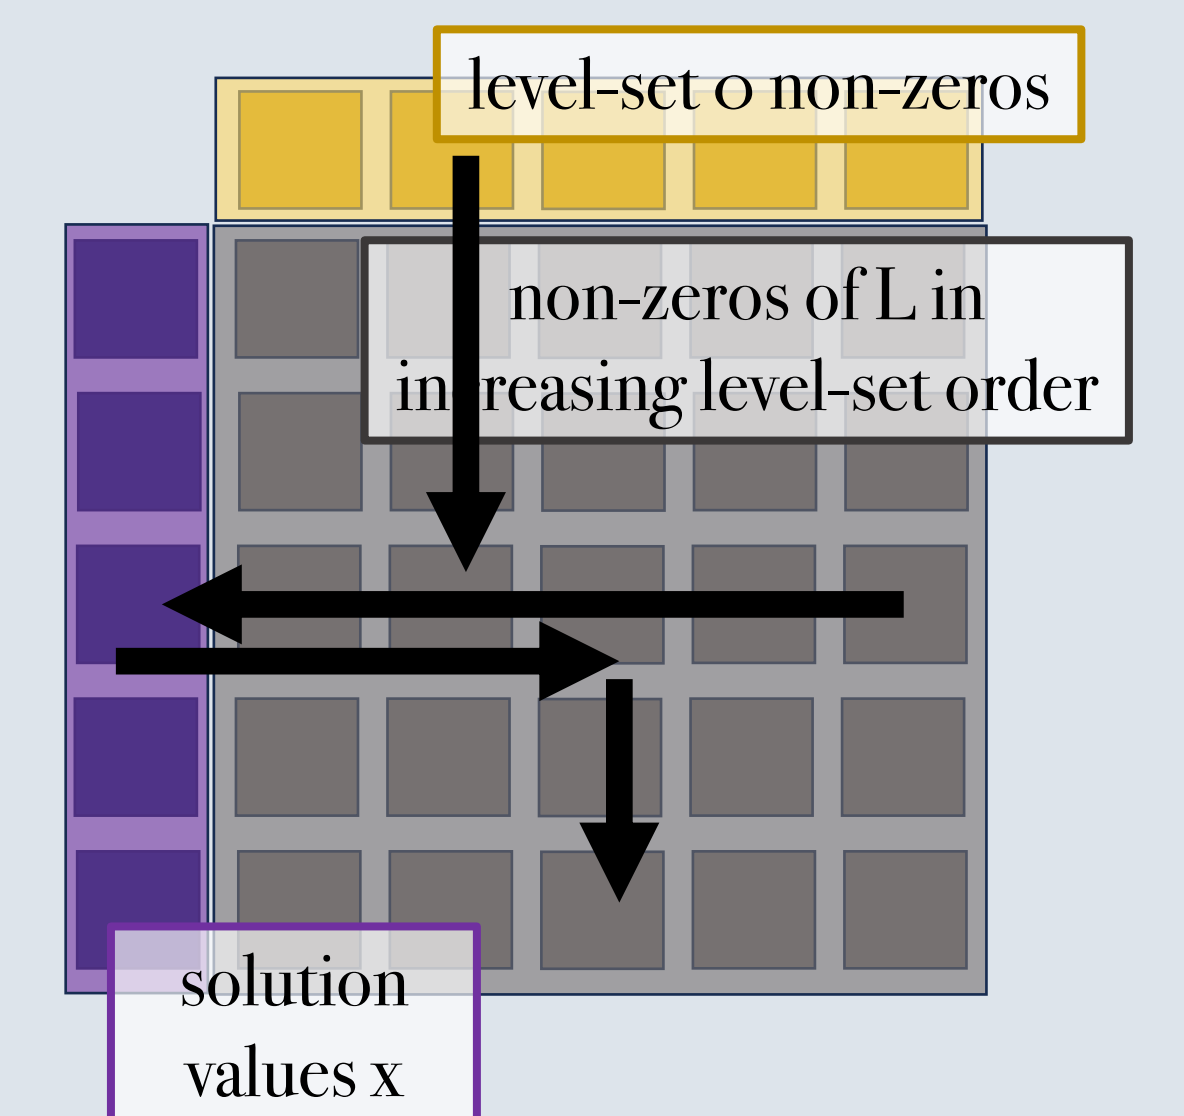 level-set 0 non-zeros
non-zeros of L in
increasing level-set order
solution
values x